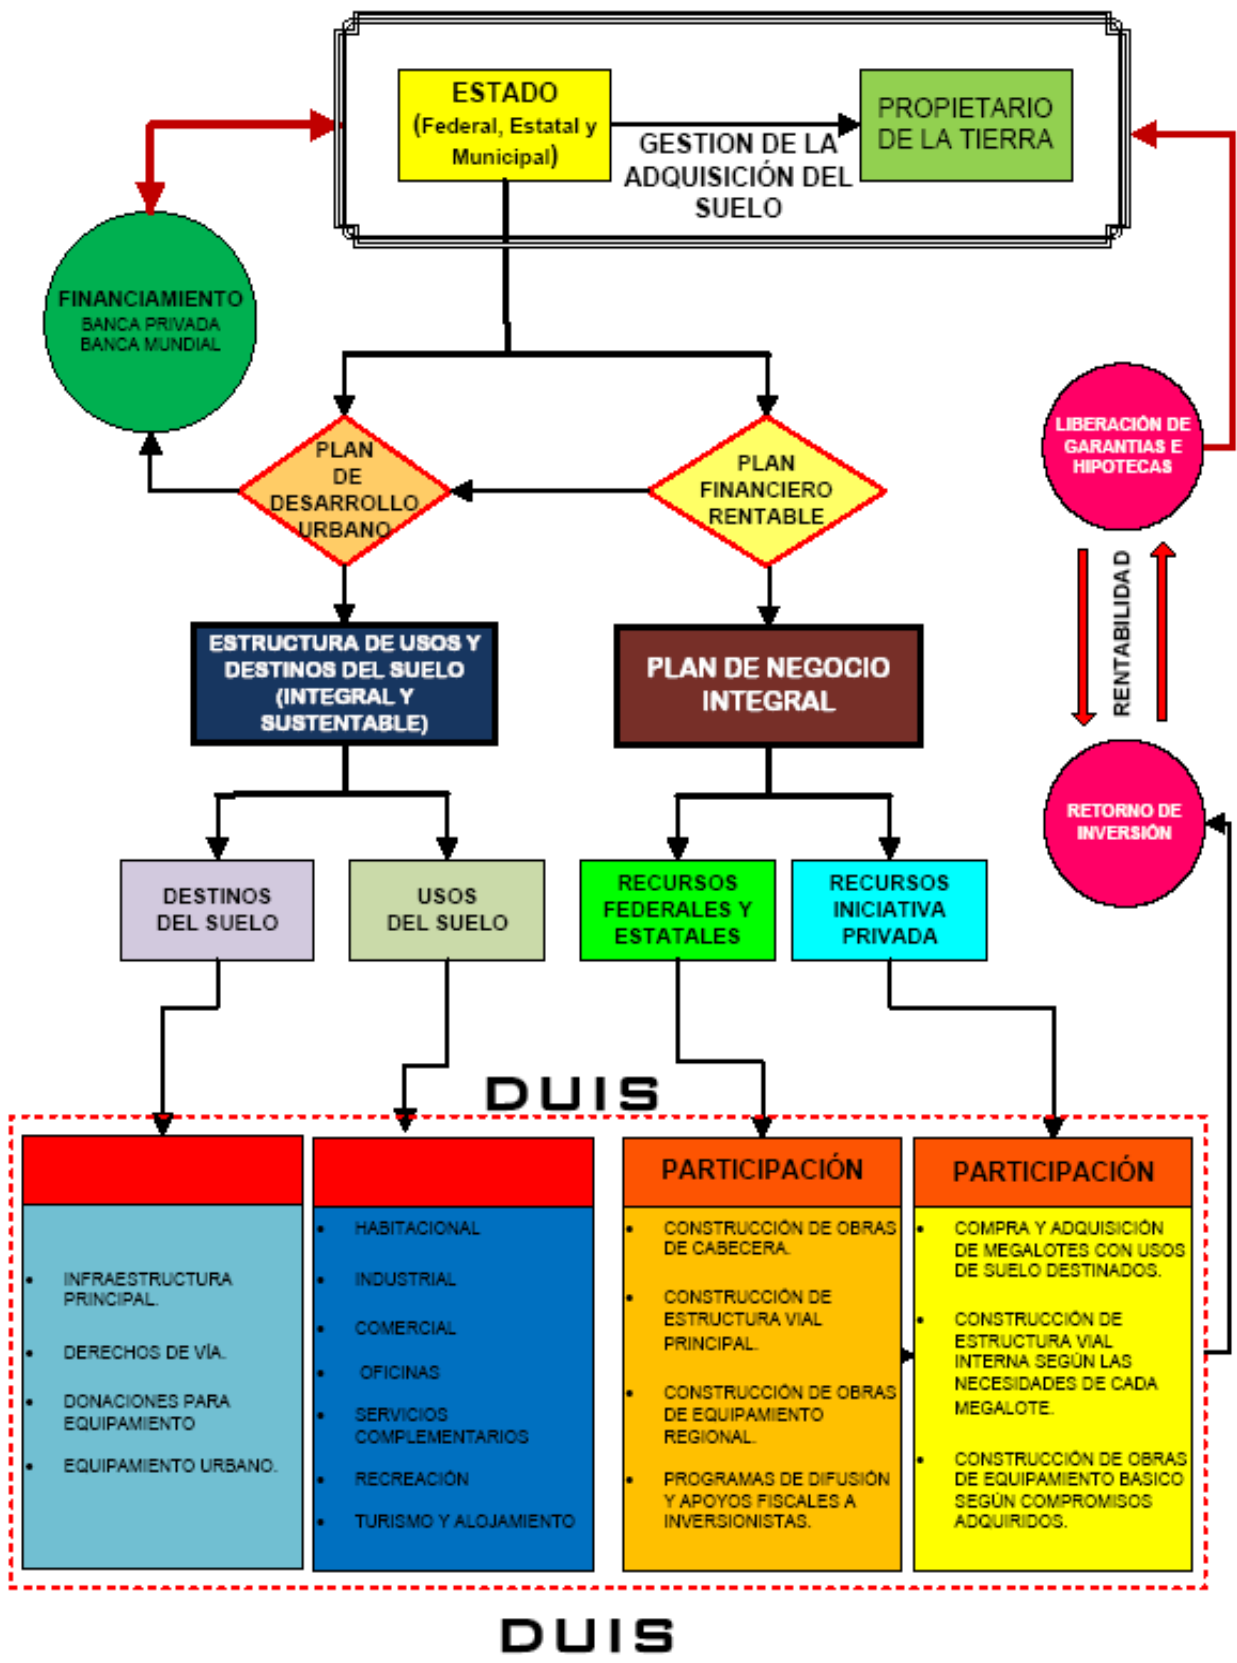 ESTADO
(Federal, Estatal y
Municipal)
PROPIETARIO
DE LA TIERRA
GESTION DE LA
ADQUISICIÓN DEL
SUELO
FINANCIAMIENTO
BANCA PRIVADA
BANCA MUNDIAL
PLAN
DE
DESARROLLO
URBANO
PLAN
FINANCIERO
RENTABLE
LIBERACIÓN DE
GARANTIAS E
HIPOTECAS
RENTABILIDAD
ESTRUCTURA DE USOS Y
DESTINOS DEL SUELO
(INTEGRAL Y
SUSTENTABLE)
PLAN DE NEGOCIO
INTEGRAL
RETORNO DE
INVERSIÓN
DESTINOS
DEL SUELO
USOS
DEL SUELO
RECURSOS
FEDERALES Y
ESTATALES
RECURSOS
INICIATIVA
PRIVADA
DUIS
• INFRAESTRUCTURA
PRINCIPAL.
• DERECHOS DE VÍA.
• DONACIONES PARA
EQUIPAMIENTO
• EQUIPAMIENTO URBANO.
• HABITACIONAL
• INDUSTRIAL
• COMERCIAL
• OFICINAS
• SERVICIOS
COMPLEMENTARIOS
• RECREACIÓN
• TURISMO Y ALOJAMIENTO
PARTICIPACIÓN
• CONSTRUCCIÓN DE OBRAS
DE CABECERA.
• CONSTRUCCIÓN DE
ESTRUCTURA VIAL
PRINCIPAL.
• CONSTRUCCIÓN DE OBRAS
DE EQUIPAMIENTO
REGIONAL.
• PROGRAMAS DE DIFUSIÓN
Y APOYOS FISCALES A
INVERSIONISTAS.
PARTICIPACIÓN
• COMPRA Y ADQUISICIÓN
DE MEGALOTES CON USOS
DE SUELO DESTINADOS.
• CONSTRUCCIÓN DE
ESTRUCTURA VIAL
INTERNA SEGÚN LAS
NECESIDADES DE CADA
MEGALOTE.
• CONSTRUCCIÓN DE OBRAS
DE EQUIPAMIENTO BASICO
SEGÚN COMPROMISOS
ADQUIRIDOS.
DUIS